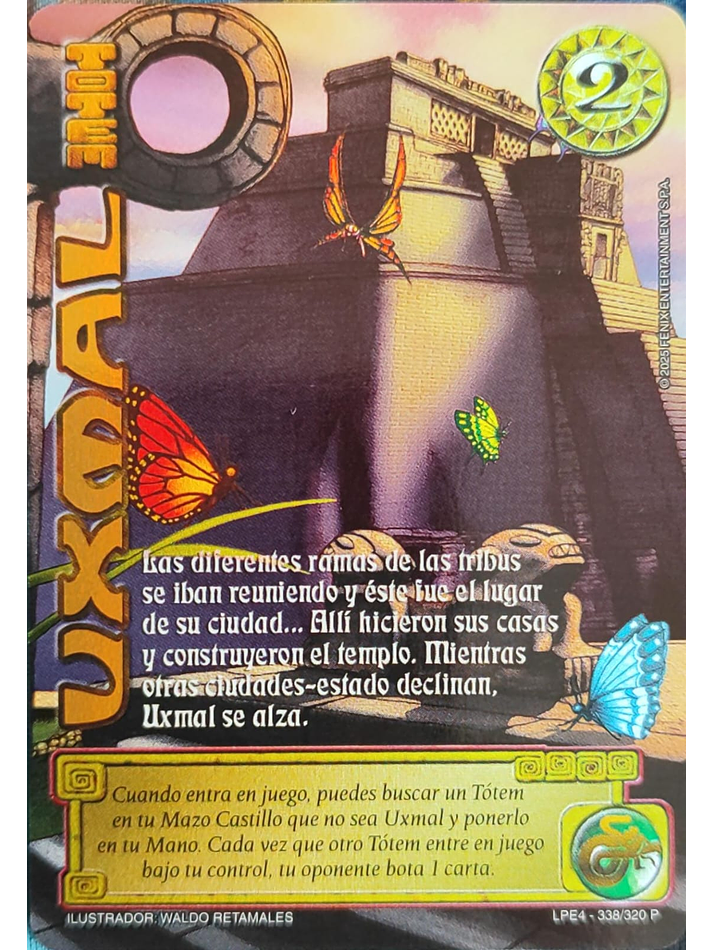 UXMAL
TOTEM
2
© 2025 FENIX ENTERTAINMENT S.P.A.
Las diferentes ramas de las tribus
se iban reuniendo y éste fue el lugar
de su ciudad... Allí hicieron sus casas
y construyeron el templo. Mientras
otras ciudades-estado declinan,
Uxmal se alza.
Cuando entra en juego, puedes buscar un Tótem
en tu Mazo Castillo que no sea Uxmal y ponerlo
en tu Mano. Cada vez que otro Tótem entre en juego
bajo tu control, tu oponente bota 1 carta.
ILUSTRADOR: WALDO RETAMALES
LPE4 - 338/320 P